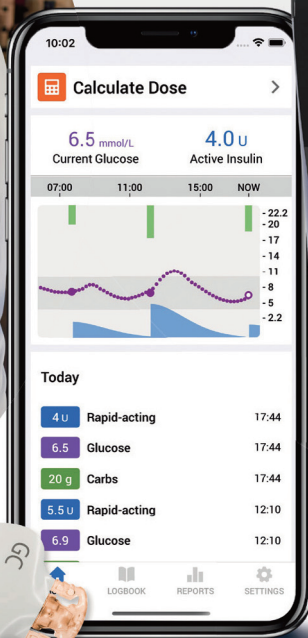 10:02
Calculate Dose
6.5 mmol/L 4.0 U
Current Glucose Active Insulin
07:00 11:00 15:00 NOW
- 22.2
- 20
- 17
- 14
- 11
- 8
- 5
- 2.2
Today
4 U Rapid-acting 17:44
6.5 Glucose 17:44
20 g Carbs 17:44
5.5 U Rapid-acting 12:10
6.9 Glucose 12:10
LOGBOOK REPORTS SETTINGS
GC